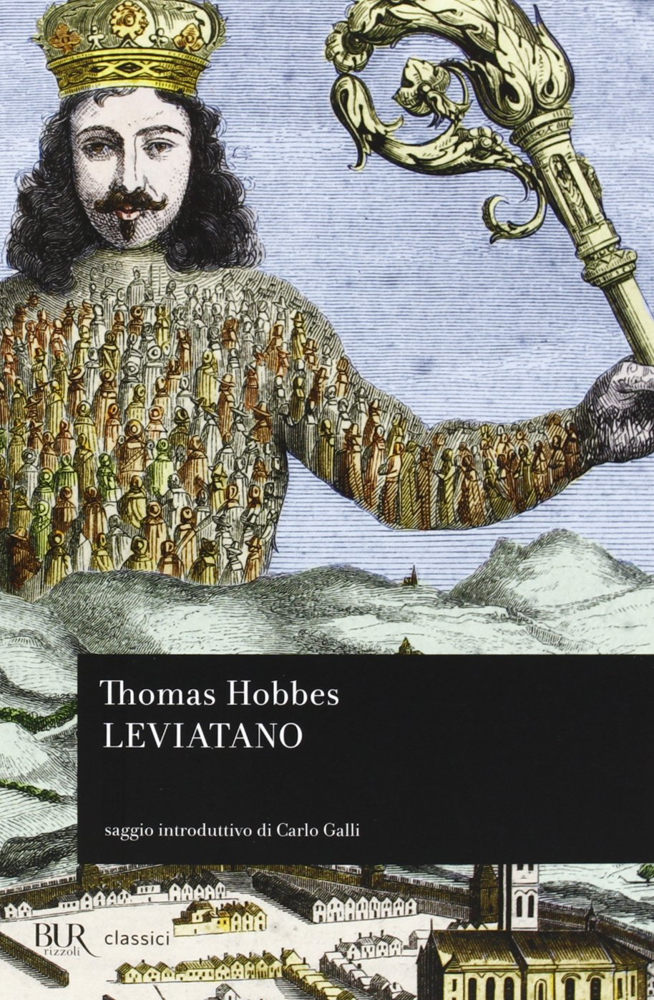 Thomas Hobbes
LEVIATANO
saggio introduttivo di Carlo Galli
BUR
rizzoli
classici